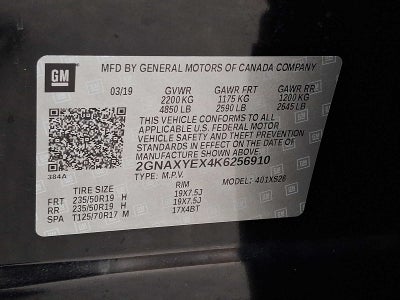 GM
MFD BY GENERAL MOTORS OF CANADA COMPANY
03/19 GVWR GAWR FRT GAWR RR
2200 KG 1175 KG 1200 KG
4850 LB 2590 LB 2645 LB
THIS VEHICLE CONFORMS TO ALL
APPLICABLE U.S. FEDERAL MOTOR
VEHICLE SAFETY AND THEFT PREVENTION
STANDARDS IN EFFECT ON THE DATE OF
MANUFACTURE SHOWN ABOVE.
2GNAXYEX4K6256910
384A TYPE: M.P.V. MODEL: 401XS26
TIRE SIZE RIM
FRT 235/50R19 H 19X7.5J
RR 235/50R19 H 19X7.5J
SPA T125/70R17 M 17X4BT